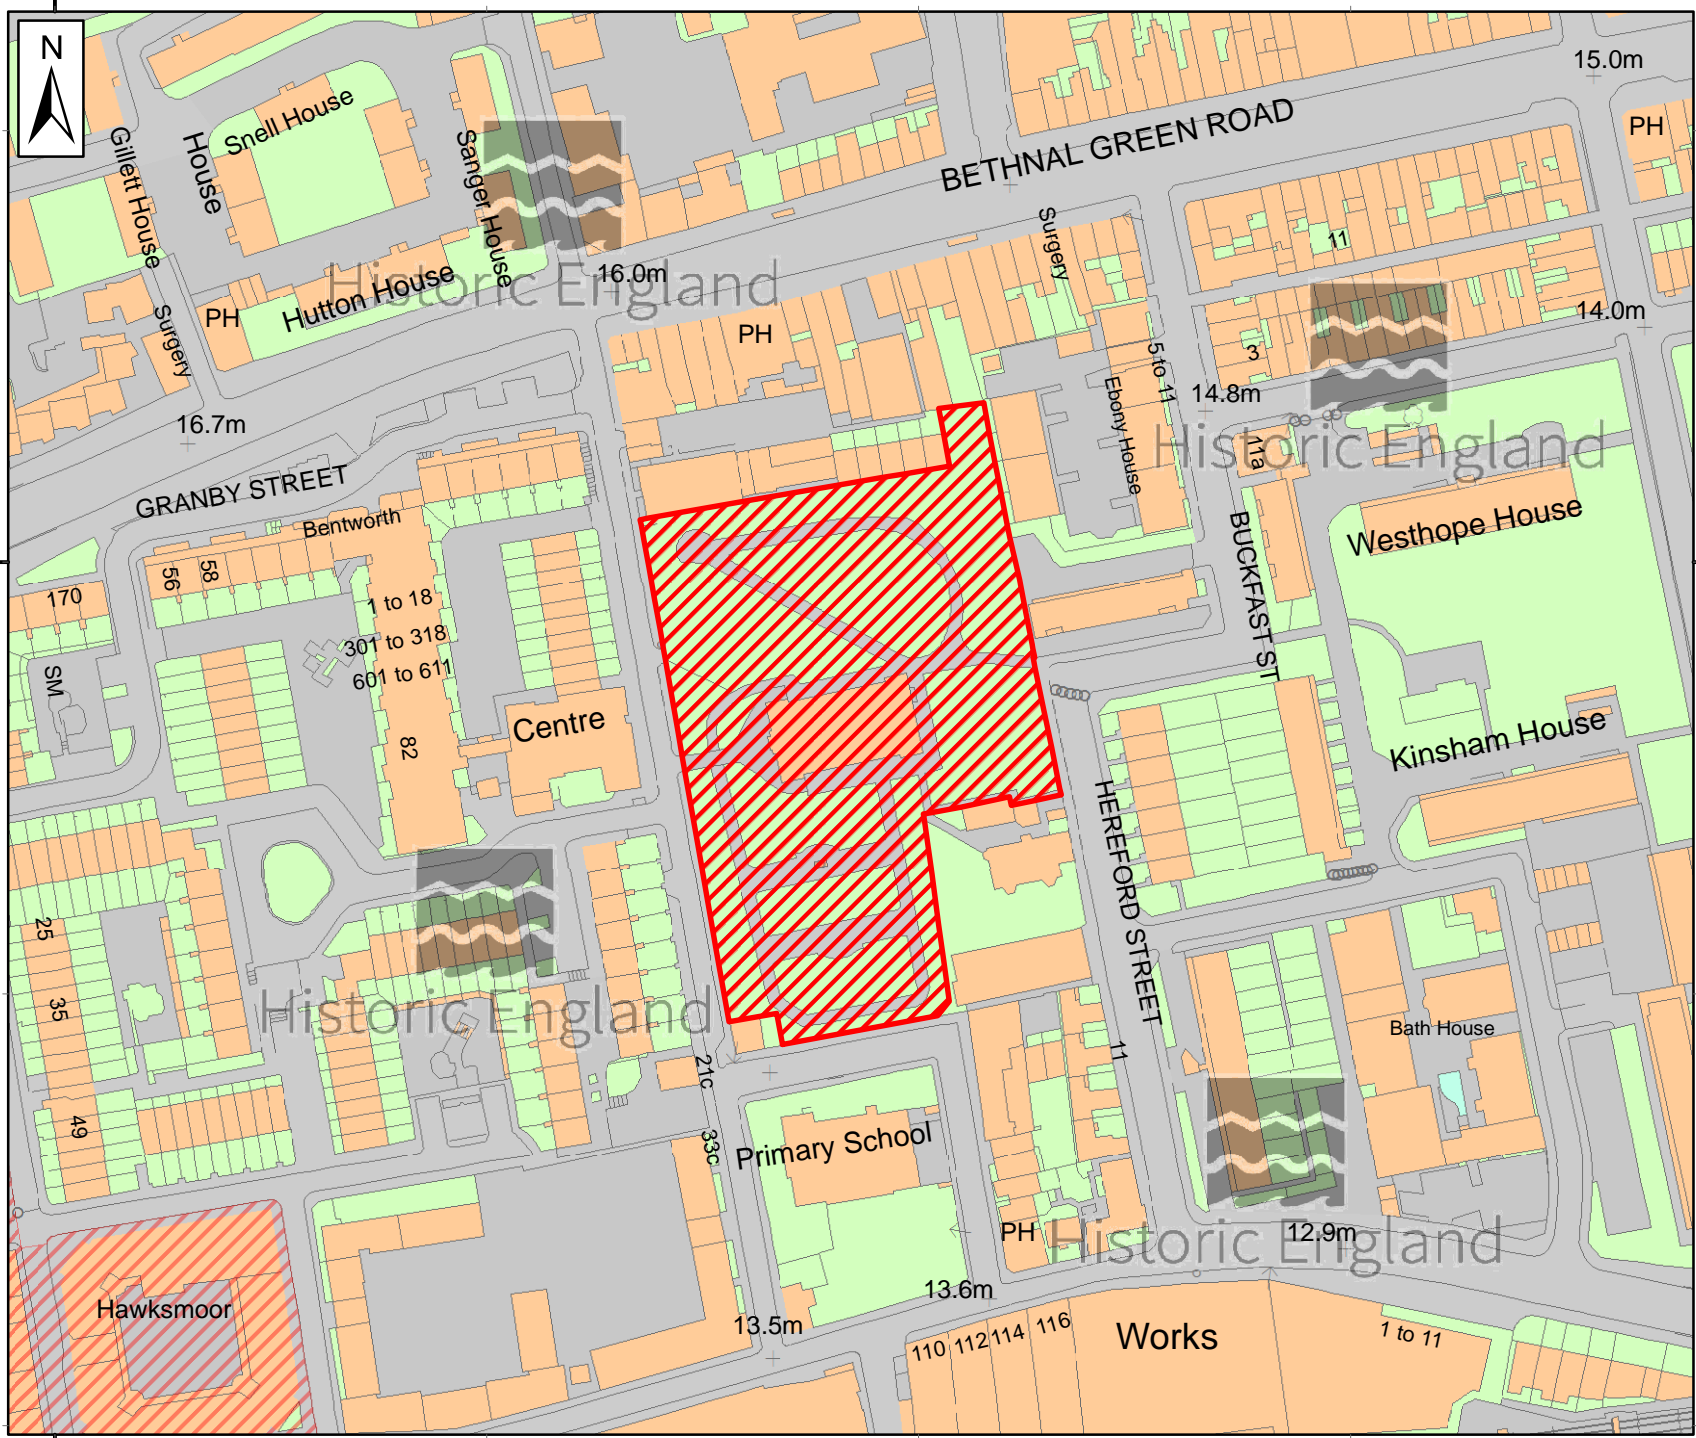 N
15.0m
BETHNAL GREEN ROAD
PH
Snell House
House
Gillett House
Sanger House
Surgery
11
Historic England
16.0m
Hutton House
PH
Surgery
PH
14.0m
3
5 to 11
14.8m
Ebony House
16.7m
Historic England
11a
GRANBY STREET
Bentworth
Westhope House
BUCKFAST ST
56
58
170
1 to 18
301 to 318
601 to 611
SM
Centre
82
Kinsham House
HEREFORD STREET
25
35
Historic England
Bath House
11
21c
49
33c
Primary School
PH
12.9m
Historic England
13.6m
Hawksmoor
13.5m
110
112
114
116
Works
1 to 11